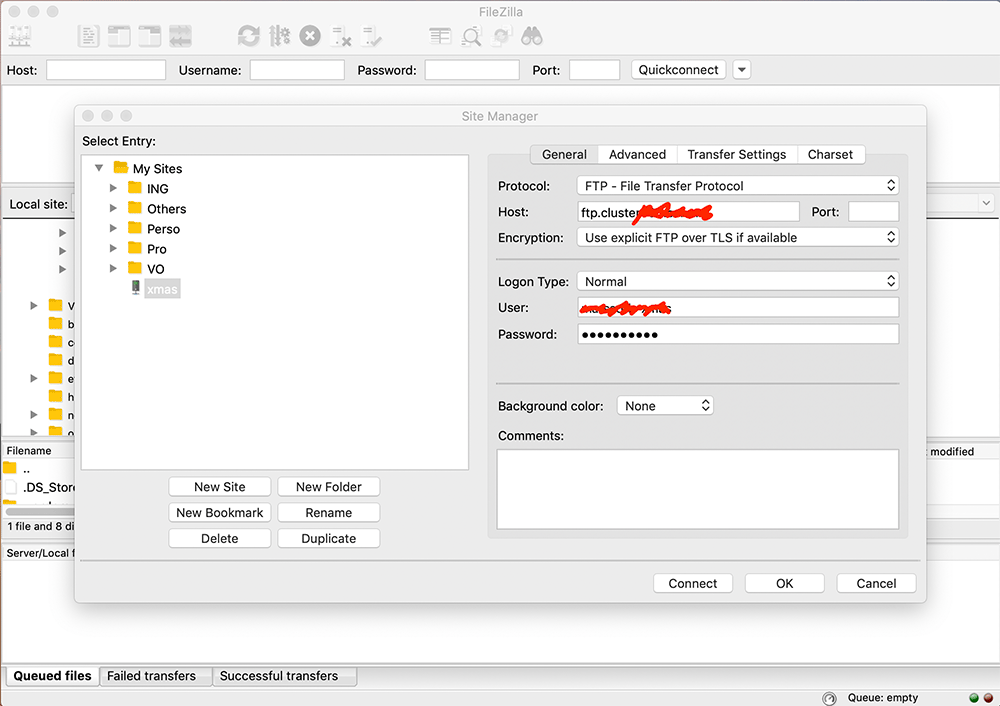 FileZilla
Host: Username: Password: Port: Quickconnect
Site Manager
Select Entry:
My Sites
ING
Others
Perso
Pro
VO
xmas
General Advanced Transfer Settings Charset
Protocol: FTP - File Transfer Protocol
Host: ftp.cluster Port:
Encryption: Use explicit FTP over TLS if available
Logon Type: Normal
User:
Password: ●●●●●●●●●●
Background color: None
Comments:
New Site New Folder
New Bookmark Rename
Delete Duplicate
Connect OK Cancel
Local site:
Filename
modified
..
.DS_Store
1 file and 8 di
Server/Local f
Queued files Failed transfers Successful transfers
Queue: empty